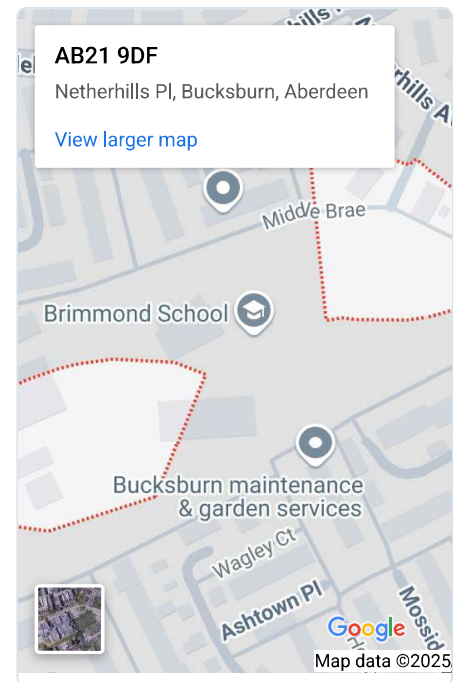 AB21 9DF
Netherhills Pl, Bucksburn, Aberdeen
View larger map
Middle Brae
Brimmond School
Bucksburn maintenance
& garden services
Wagley Ct
Ashtown Pl
Google
Map data ©2025